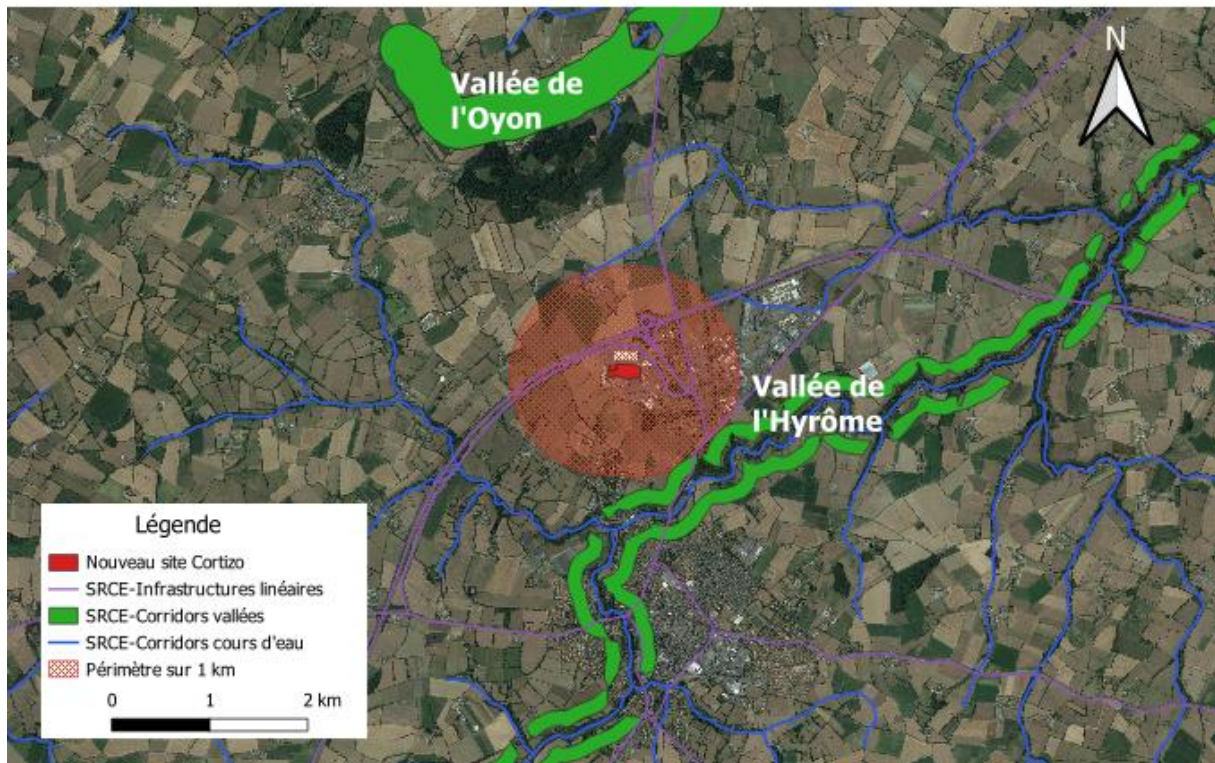 Vallée de
l'Oyon
N
Vallée de
l'Hyrôme
Légende
Nouveau site Cortizo
SRCE-Infrastructures linéaires
SRCE-Corridors vallées
SRCE-Corridors cours d'eau
Périmètre sur 1 km
0 1 2 km